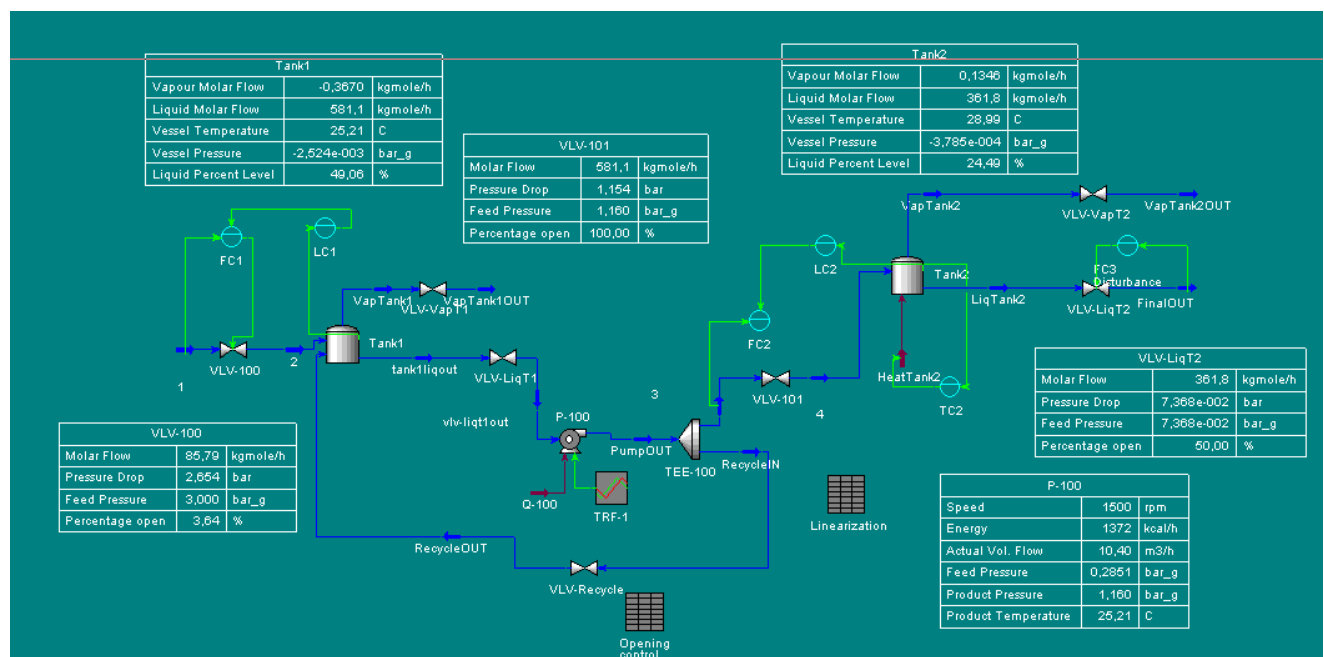 Tank1
Vapour Molar Flow -0,3670 kgmole/h
Liquid Molar Flow 581,1 kgmole/h
Vessel Temperature 25,21 C
Vessel Pressure -2,524e-003 bar_g
Liquid Percent Level 49,06 %
Tank2
Vapour Molar Flow 0,1346 kgmole/h
Liquid Molar Flow 361,8 kgmole/h
Vessel Temperature 28,99 C
Vessel Pressure -3,785e-004 bar_g
Liquid Percent Level 24,49 %
VLV-101
Molar Flow 581,1 kgmole/h
Pressure Drop 1,154 bar
Feed Pressure 1,160 bar_g
Percentage open 100,00 %
FC1
LC1
VapTank1
VapTank1OUT
VLV-VapT1
Tank1
1
VLV-100
2
tank1liqout
VLV-LiqT1
LC2
FC2
VapTank2
VLV-VapT2
VapTank2OUT
Tank2
LiqTank2
FC3
Disturbance
VLV-LiqT2
FinalOUT
HeatTank2
TC2
3
VLV-101
4
vlv-liqt1out
P-100
PumpOUT
TEE-100
RecycleIN
Q-100
TRF-1
Linearization
RecycleOUT
VLV-Recycle
Opening
control
VLV-100
Molar Flow 85,79 kgmole/h
Pressure Drop 2,654 bar
Feed Pressure 3,000 bar_g
Percentage open 3,64 %
VLV-LiqT2
Molar Flow 361,8 kgmole/h
Pressure Drop 7,368e-002 bar
Feed Pressure 7,368e-002 bar_g
Percentage open 50,00 %
P-100
Speed 1500 rpm
Energy 1372 kcal/h
Actual Vol. Flow 10,40 m3/h
Feed Pressure 0,2851 bar_g
Product Pressure 1,160 bar_g
Product Temperature 25,21 C